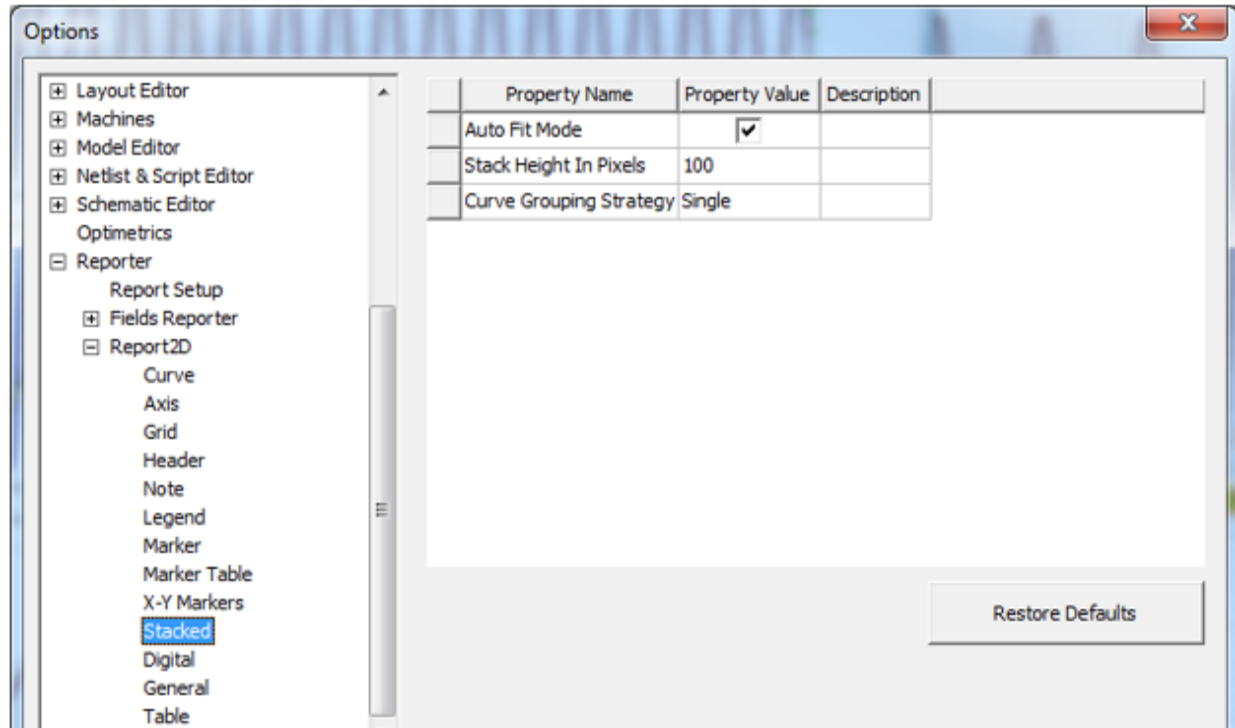 Options
Layout Editor
Machines
Model Editor
Netlist & Script Editor
Schematic Editor
Optimetrics
Reporter
Report Setup
Fields Reporter
Report2D
Curve
Axis
Grid
Header
Note
Legend
Marker
Marker Table
X-Y Markers
Stacked
Digital
General
Table
Property Name Property Value Description
Auto Fit Mode
Stack Height In Pixels 100
Curve Grouping Strategy Single
Restore Defaults